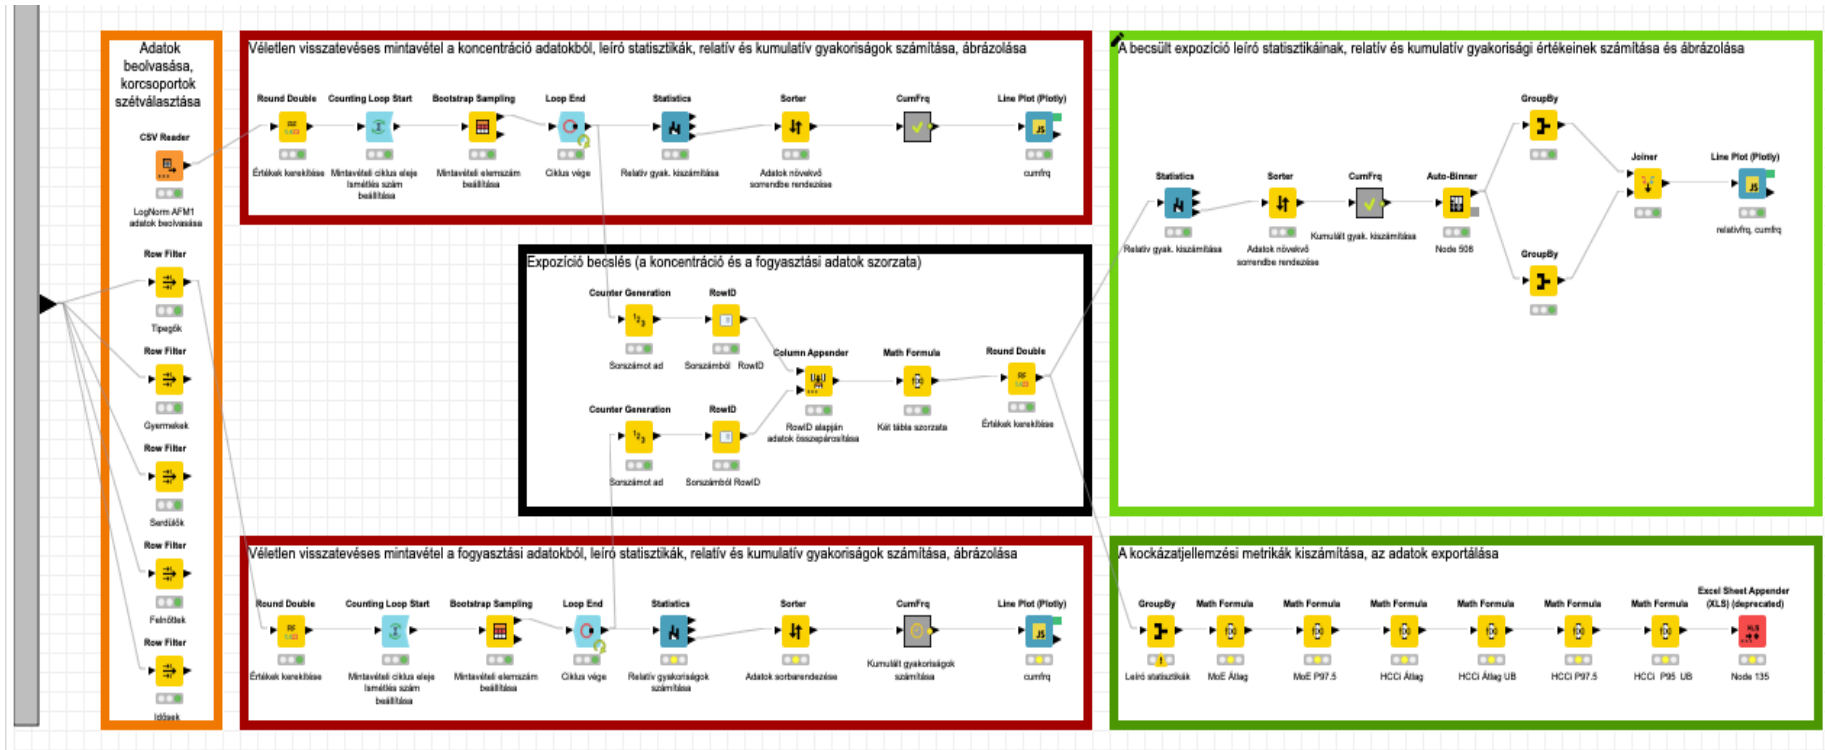 Adatok
beolvasása,
korcsoportok
szétválasztása
CSV Reader
LogNorm AFM1
adatok beolvasása
Row Filter
Tipegők
Row Filter
Gyermekek
Row Filter
Serdülők
Row Filter
Felnőttek
Row Filter
Idősek
Véletlen visszatevéses mintavétel a koncentráció adatokból, leíró statisztikák, relatív és kumulatív gyakoriságok számítása, ábrázolása
Round Double
Értékek kerekítése
Counting Loop Start
Mintavételi ciklus eleje
Ismétlés szám
beállítása
Bootstrap Sampling
Mintavételi elemszám
beállítása
Loop End
Ciklus vége
Statistics
Relatív gyak. kiszámítása
Sorter
Adatok növekvő
sorrendbe rendezése
CumFrq
Line Plot (Plotly)
cumfrq
Expozíció becslés (a koncentráció és a fogyasztási adatok szorzata)
Counter Generation
Sorszámot ad
RowID
Sorszámból RowID
Counter Generation
Sorszámot ad
RowID
Sorszámból RowID
Column Appender
RowID alapján
adatok összepárosítása
Math Formula
Két tábla szorzata
Round Double
Értékek kerekítése
Véletlen visszatevéses mintavétel a fogyasztási adatokból, leíró statisztikák, relatív és kumulatív gyakoriságok számítása, ábrázolása
Round Double
Értékek kerekítése
Counting Loop Start
Mintavételi ciklus eleje
Ismétlés szám
beállítása
Bootstrap Sampling
Mintavételi elemszám
beállítása
Loop End
Ciklus vége
Statistics
Relatív gyakoriságok
számítása
Sorter
Adatok sorbarendezése
CumFrq
Kumulált gyakoriságok
számítása
Line Plot (Plotly)
cumfrq
A becsült expozíció leíró statisztikáinak, relatív és kumulatív gyakorisági értékeinek számítása és ábrázolása
Statistics
Relatív gyak. kiszámítása
Sorter
Adatok növekvő
sorrendbe rendezése
CumFrq
Kumulált gyak. kiszámítása
Auto-Binner
Node 508
GroupBy
GroupBy
Joiner
Line Plot (Plotly)
relativfrq, cumfrq
A kockázatjellemzési metrikák kiszámítása, az adatok exportálása
GroupBy
Leíró statisztikák
Math Formula
MoE Átlag
Math Formula
MoE P97.5
Math Formula
HCCi Átlag
Math Formula
HCCi Átlag UB
Math Formula
HCCi P97.5
Math Formula
HCCi P95 UB
Excel Sheet Appender
(XLS) (deprecated)
Node 135